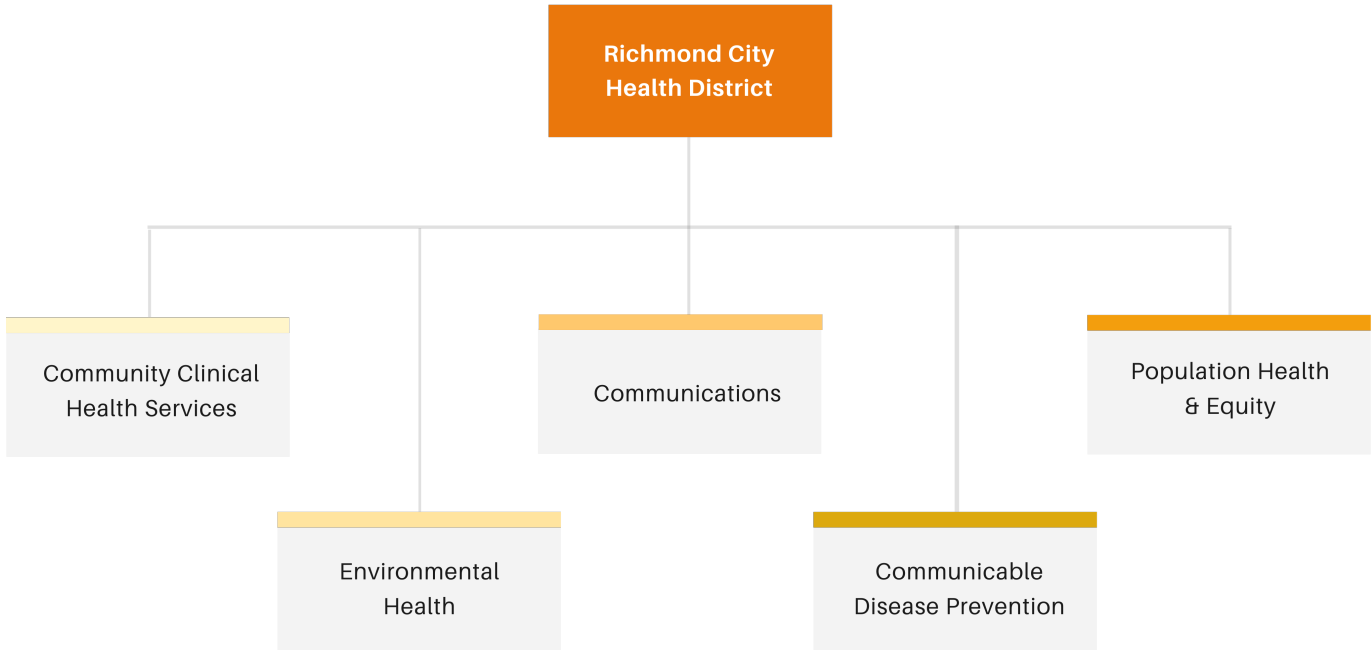 Richmond City
Health District
Community Clinical
Health Services
Communications
Population Health
& Equity
Environmental
Health
Communicable
Disease Prevention